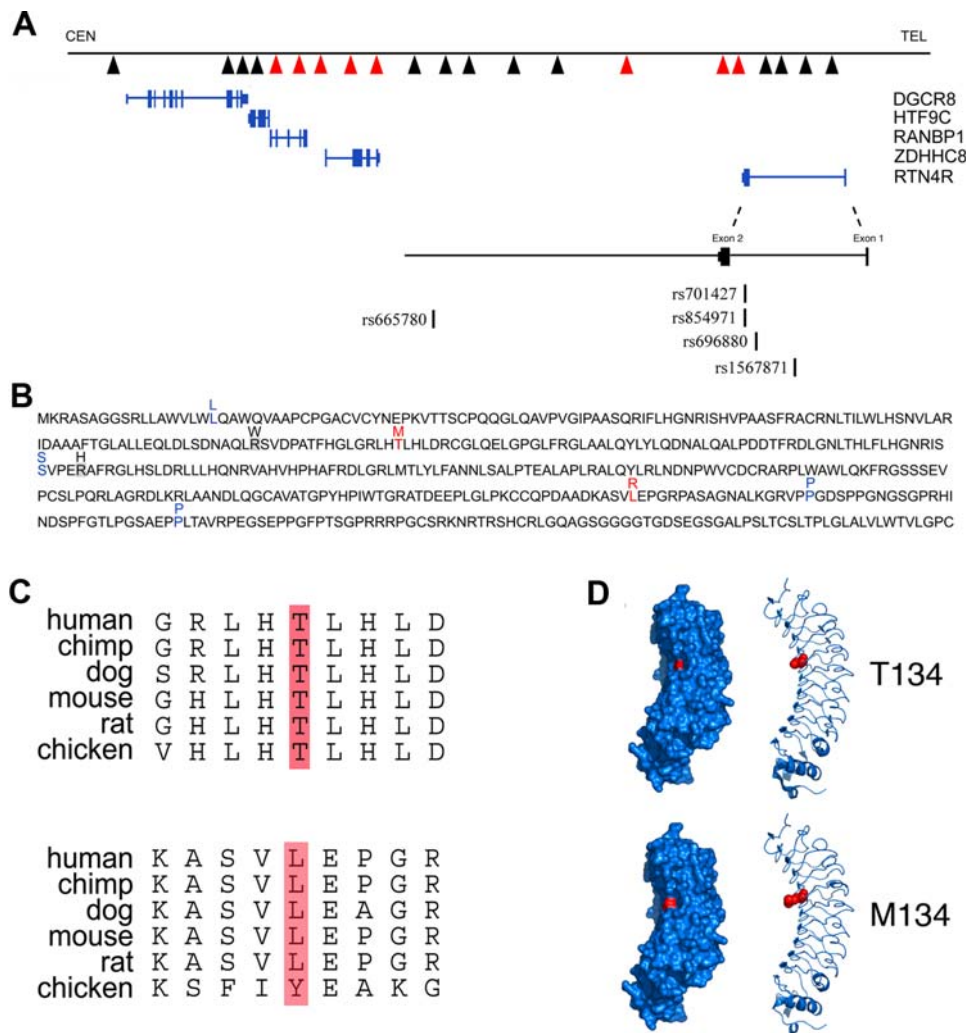 A
CEN TEL
DGCR8
HTF9C
RANBP1
ZDHHC8
RTN4R
Exon 2 Exon 1
rs701427
rs665780 rs854971
rs696880
rs1567871
B
L
MKRASAGGSRLLAWVLWLQAWQVAAPCPGACVCYNEPKVTTSCPQQGLQAVPVGIPAASQRIFLHGNRISHVPAASFRACRNLTILWLHSNVLAR
W M
IDAAAFTGLALLEQLDLSDNAQLRSVDPATFHGLGRLHTLHLDRCGLQELGPGLFRGLAALQYLYLQDNALQALPDDTFRDLGNLTHLFLHGNRIS
S H
SVPERAFRGLHSLDRLLLHQNRVAHVHPHAFRDLGRLMTLYLFANNLSALPTEALAPLRALQYLRLNDNPWVCDCRARPLWAWLQKFRGSSSEV
R P
PCSLPQRLAGRDLKRLAANDLQGCAVATGPYHPIWTGRATDEEPLGLPKCCQPDAADKASVLEPGRPASAGNALKGRVPPGDSPPGNGSGPRHI
P
NDSPFGTLPGSAEPPLTAVRPEGSEPPGFPTSGPRRRPGCSRKNRTRSHCRLGQAGSGGGGTGDSEGSGALPSLTCSLTPLGLALVLWTVLGPC
C
human G R L H T L H L D
chimp G R L H T L H L D
dog S R L H T L H L D
mouse G H L H T L H L D
rat G H L H T L H L D
chicken V H L H T L H L D
human K A S V L E P G R
chimp K A S V L E P G R
dog K A S V L E A G R
mouse K A S V L E P G R
rat K A S V L E P G R
chicken K S F I Y E A K G
D
T134
M134